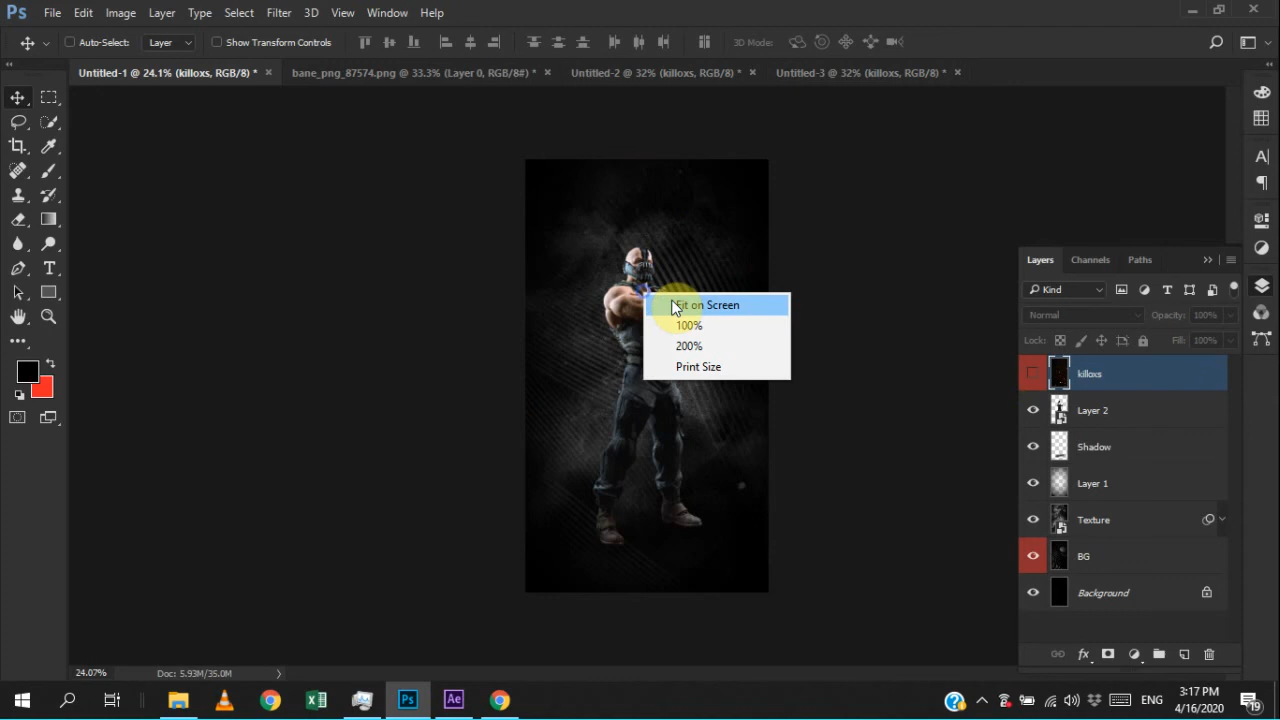 Ps File Edit Image Layer Type Select Filter 3D View Window Help
Auto-Select: Layer Show Transform Controls 3D Mode:
Untitled-1 @ 24.1% (killoxs, RGB/8) * × bane_png_87574.png @ 33.3% (Layer 0, RGB/8#) * × Untitled-2 @ 32% (killoxs, RGB/8) * × Untitled-3 @ 32% (killoxs, RGB/8) * ×
Fit on Screen
100%
200%
Print Size
Layers Channels Paths
Kind
Normal Opacity: 100%
Lock: Fill: 100%
killoxs
Layer 2
Shadow
Layer 1
Texture
BG
Background
fx
24.07% Doc: 5.93M/35.0M
Ps Ae ENG 3:17 PM
4/16/2020 19